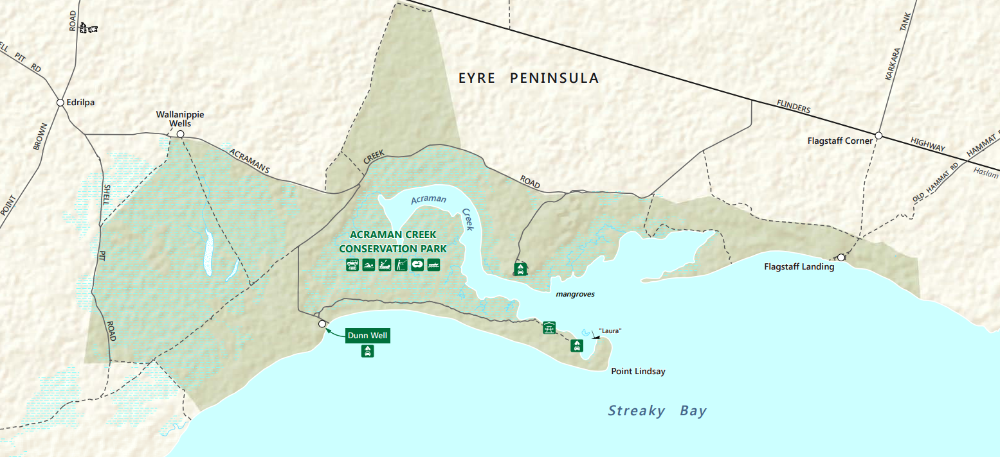 ROAD
PIT RD
TANK
KARKARA
EYRE PENINSULA
Edrilpa
Wallanippie
Wells
FLINDERS
HIGHWAY
HAMMAT
Flagstaff Corner
BROWN
POINT
ACRAMANS
CREEK
ROAD
OLD HAMMAT RD
Haslam
SHELL
PIT
ROAD
Acraman
Creek
ACRAMAN CREEK
CONSERVATION PARK
4WD
Flagstaff Landing
mangroves
Dunn Well
"Laura"
Point Lindsay
Streaky Bay